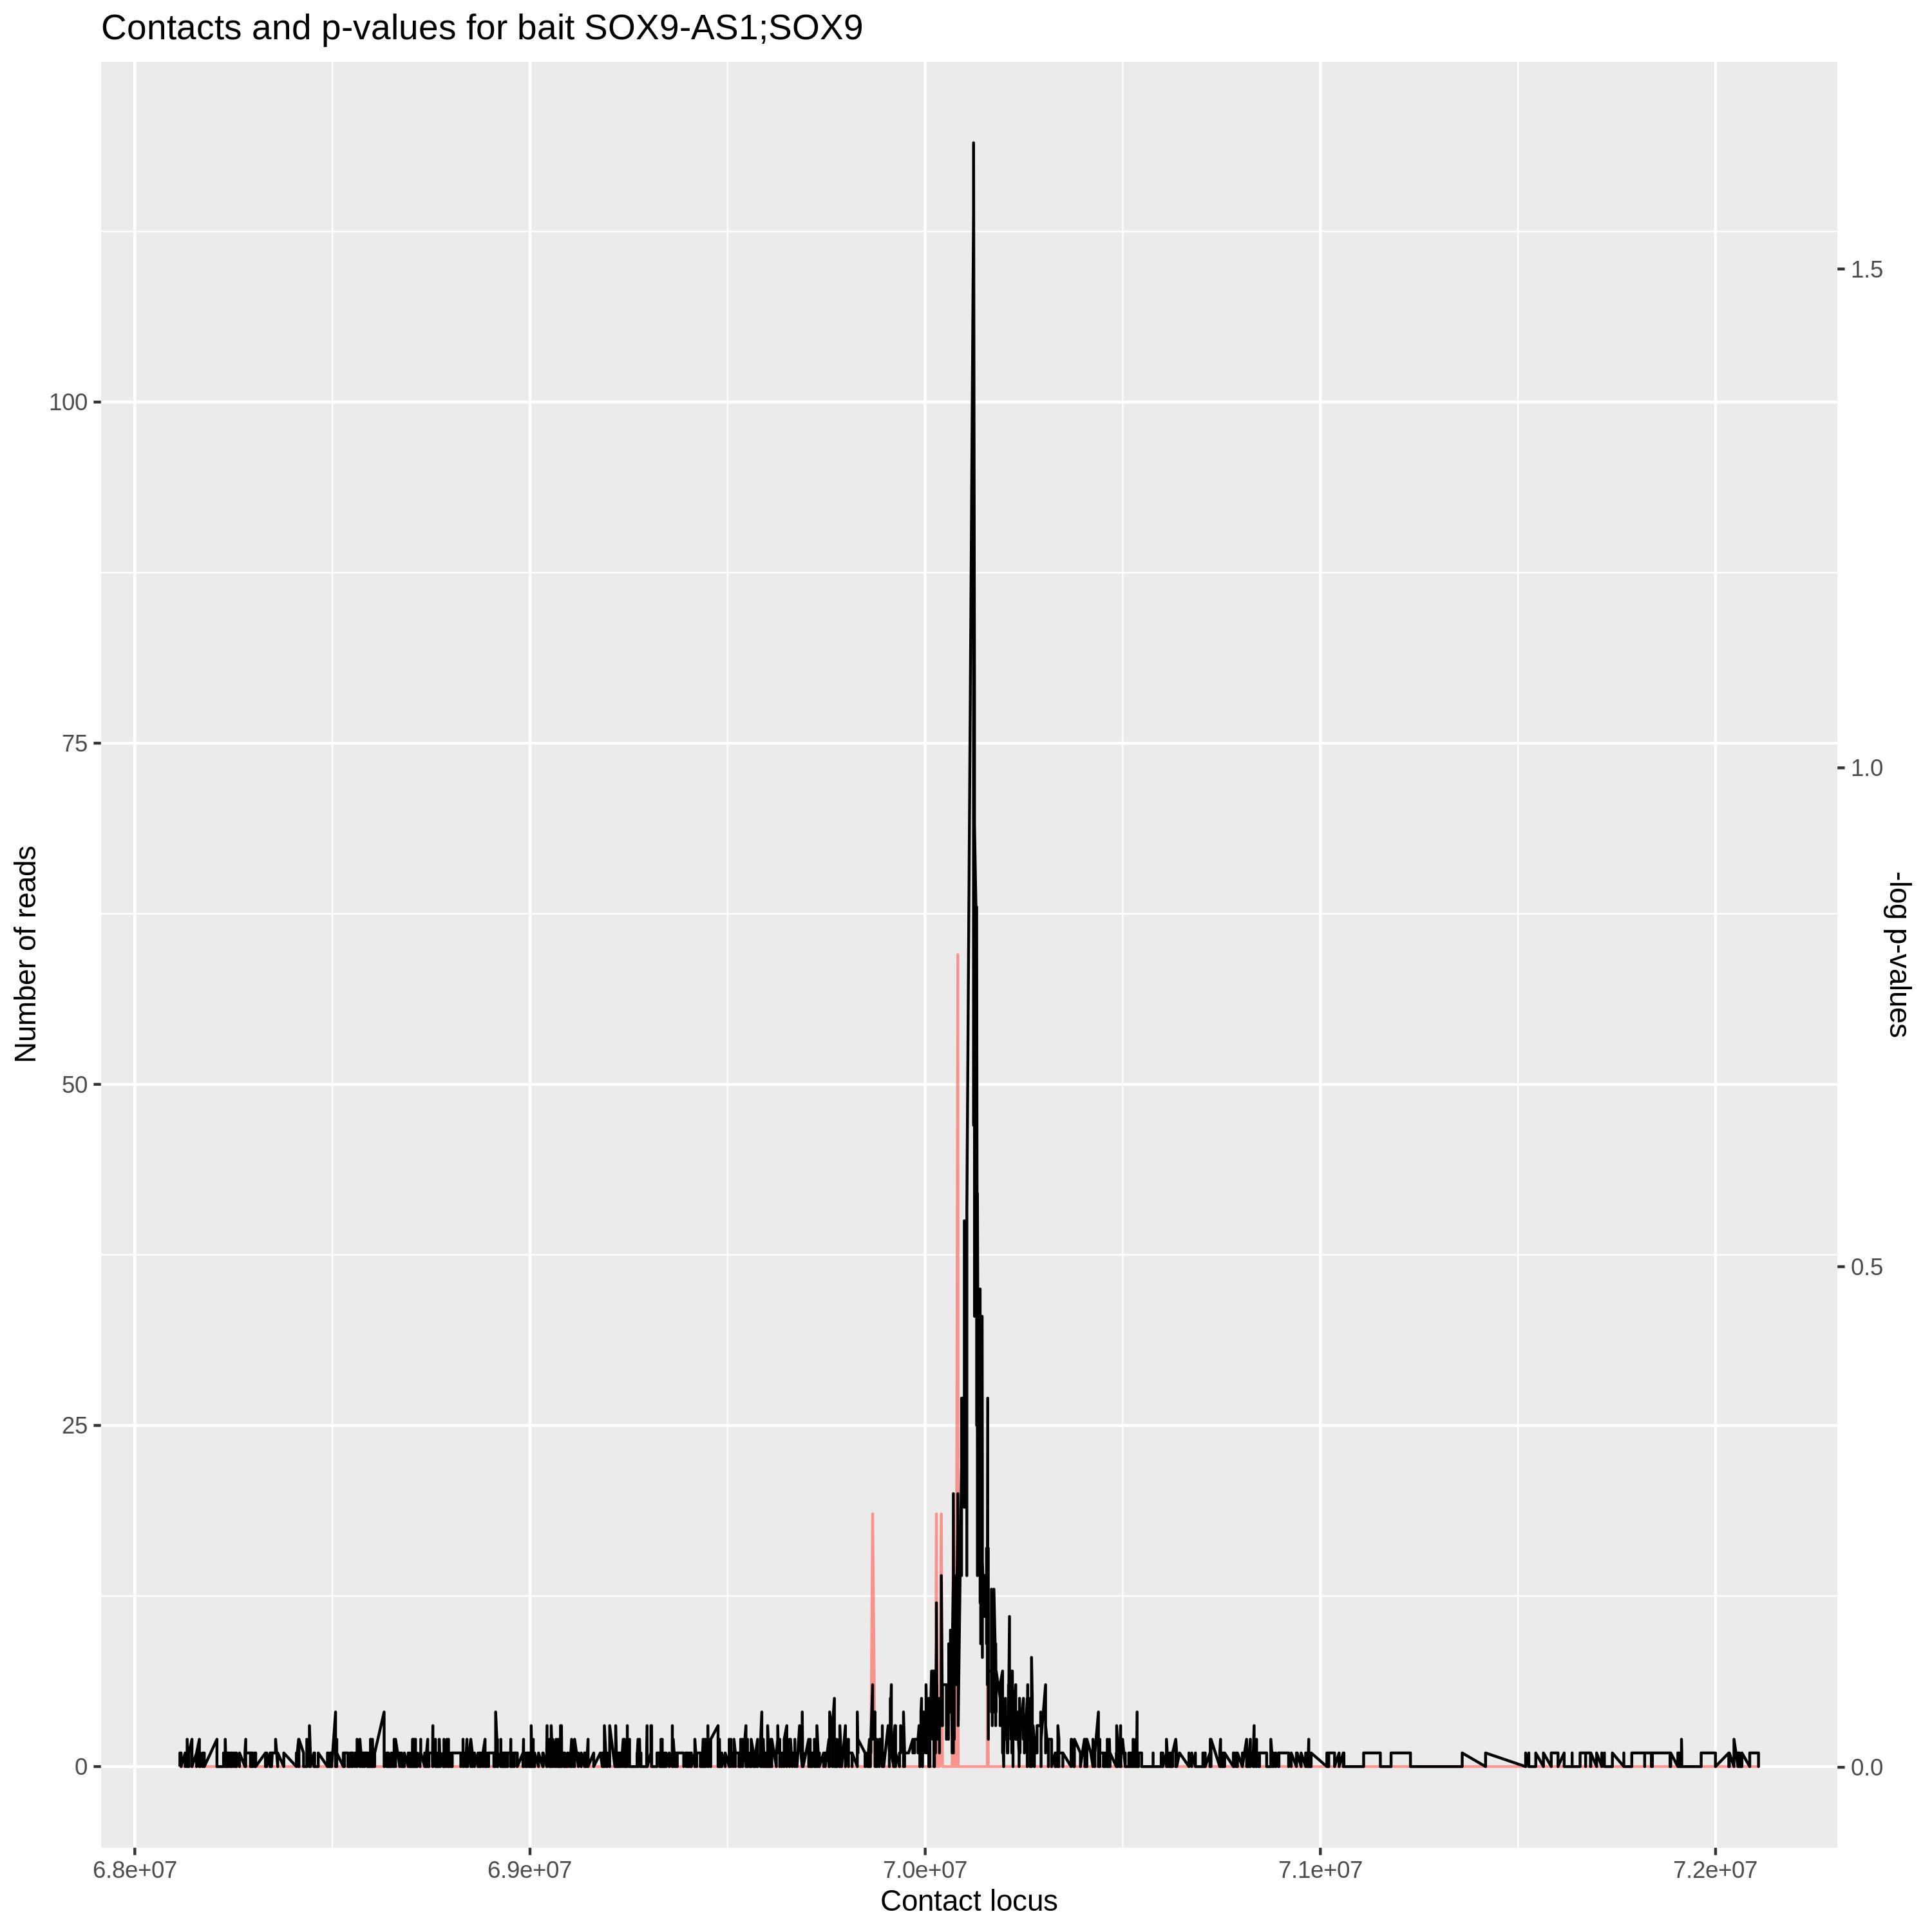 Contacts and p-values for bait SOX9-AS1;SOX9
1.5
100
75
1.0
Number of reads
-log p-values
50
0.5
25
0
0.0
6.8e+07
6.9e+07
7.0e+07
7.1e+07
7.2e+07
Contact locus